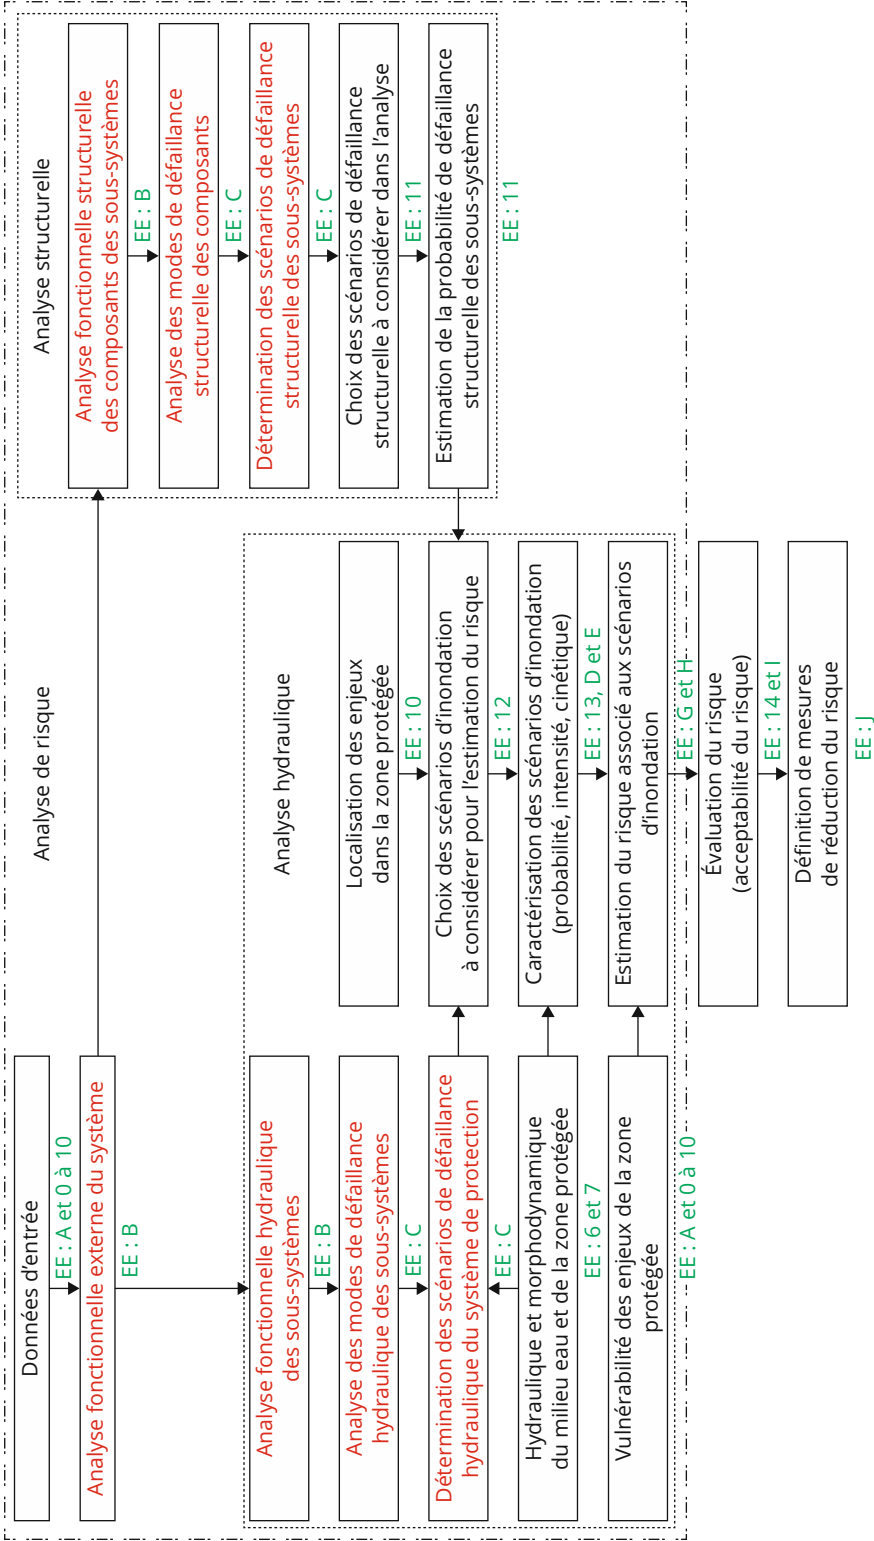 Données d'entrée
EE : A et 0 à 10
Analyse fonctionnelle externe du système
EE : B
Analyse de risque
Analyse structurelle
Analyse fonctionnelle structurelle
des composants des sous-systèmes
EE : B
Analyse des modes de défaillance
structurelle des composants
EE : C
Détermination des scénarios de défaillance
structurelle des sous-systèmes
EE : C
Choix des scénarios de défaillance
structurelle à considérer dans l'analyse
EE : 11
Estimation de la probabilité de défaillance
structurelle des sous-systèmes
EE : 11
Analyse hydraulique
Analyse fonctionnelle hydraulique
des sous-systèmes
EE : B
Analyse des modes de défaillance
hydraulique des sous-systèmes
EE : C
Détermination des scénarios de défaillance
hydraulique du système de protection
EE : C
Hydraulique et morphodynamique
du milieu eau et de la zone protégée
EE : 6 et 7
Vulnérabilité des enjeux de la zone
protégée
EE : A et 0 à 10
Localisation des enjeux
dans la zone protégée
EE : 10
Choix des scénarios d'inondation
à considérer pour l'estimation du risque
EE : 12
Caractérisation des scénarios d'inondation
(probabilité, intensité, cinétique)
EE : 13, D et E
Estimation du risque associé aux scénarios
d'inondation
EE : G et H
Évaluation du risque
(acceptabilité du risque)
EE : 14 et I
Définition de mesures
de réduction du risque
EE : J